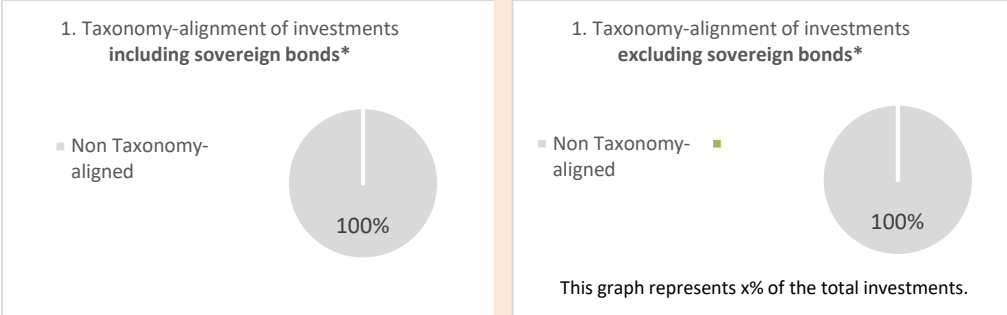 1. Taxonomy-alignment of investments
including sovereign bonds*
Non Taxonomy-
aligned
100%
1. Taxonomy-alignment of investments
excluding sovereign bonds*
Non Taxonomy-
aligned
100%
This graph represents x% of the total investments.